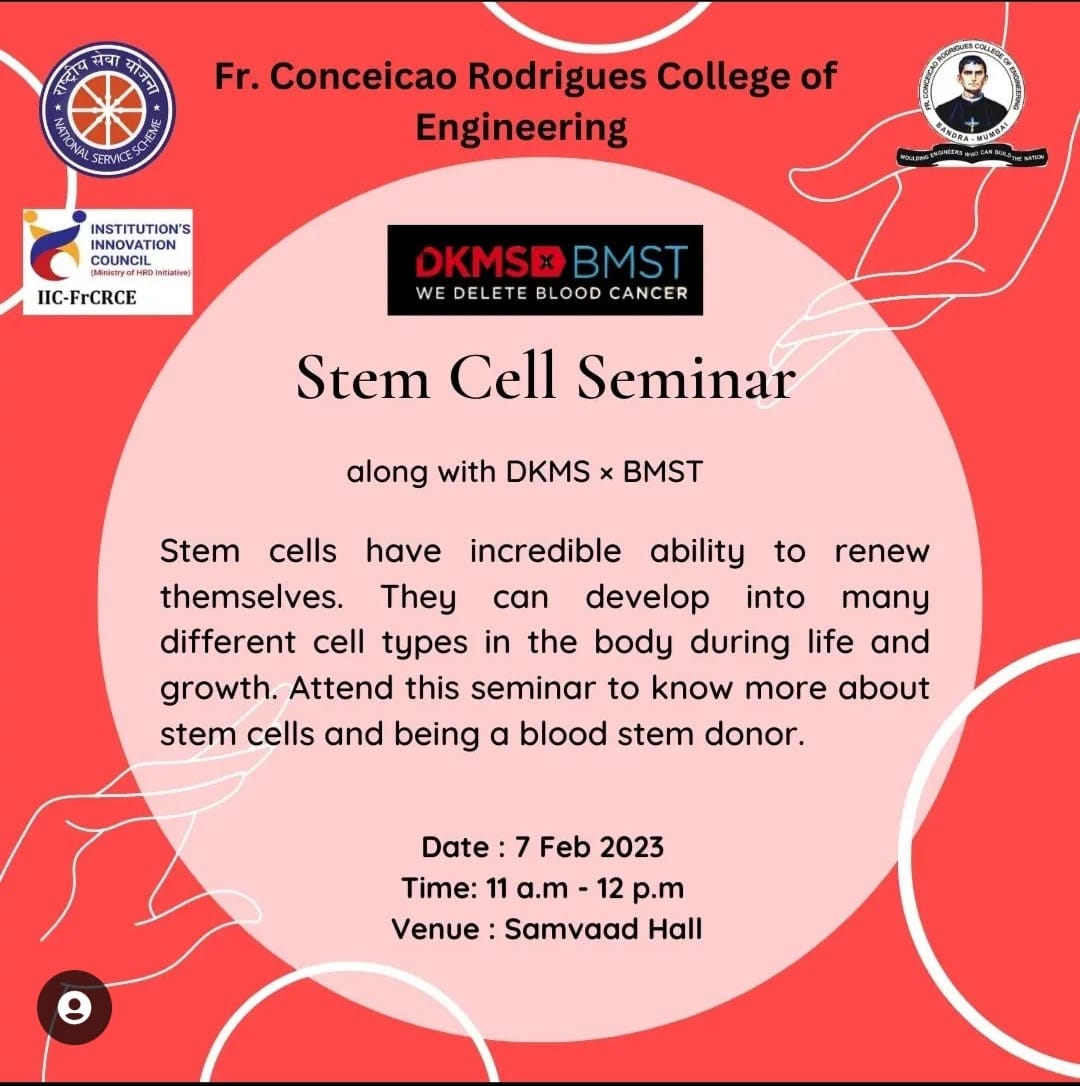 राष्ट्रीय सेवा योजना
NATIONAL SERVICE SCHEME
Fr. Conceicao Rodrigues College of
Engineering
FR. CONCEICAO RODRIGUES COLLEGE OF ENGINEERING
BANDRA - MUMBAI
MOULDING ENGINEERS WHO CAN BUILD THE NATION
INSTITUTION'S
INNOVATION
COUNCIL
(Ministry of HRD Initiative)
IIC-FrCRCE
DKMS BMST
WE DELETE BLOOD CANCER
Stem Cell Seminar
along with DKMS × BMST
Stem cells have incredible ability to renew
themselves. They can develop into many
different cell types in the body during life and
growth. Attend this seminar to know more about
stem cells and being a blood stem donor.
Date : 7 Feb 2023
Time: 11 a.m - 12 p.m
Venue : Samvaad Hall